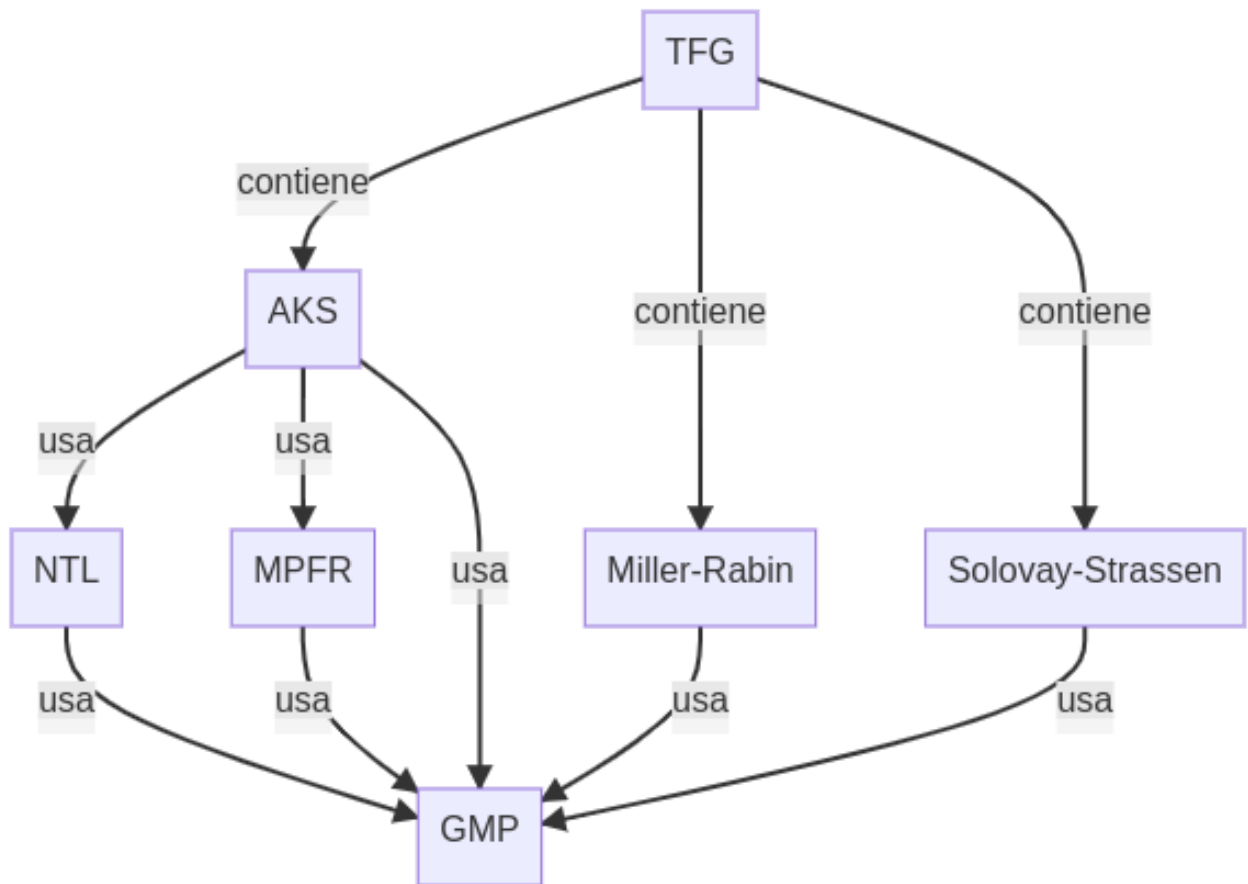 TFG
contiene
AKS
contiene
contiene
usa
usa
NTL
MPFR
usa
Miller-Rabin
Solovay-Strassen
usa
usa
usa
usa
GMP